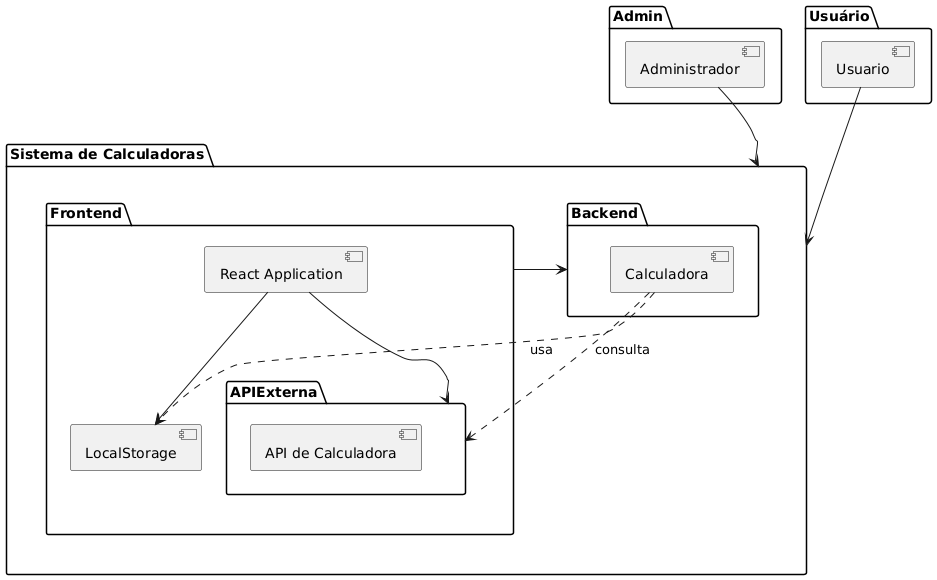 Admin
Usuário
Administrador
Usuario
Sistema de Calculadoras
Frontend
Backend
React Application
Calculadora
usa
consulta
APIExterna
LocalStorage
API de Calculadora